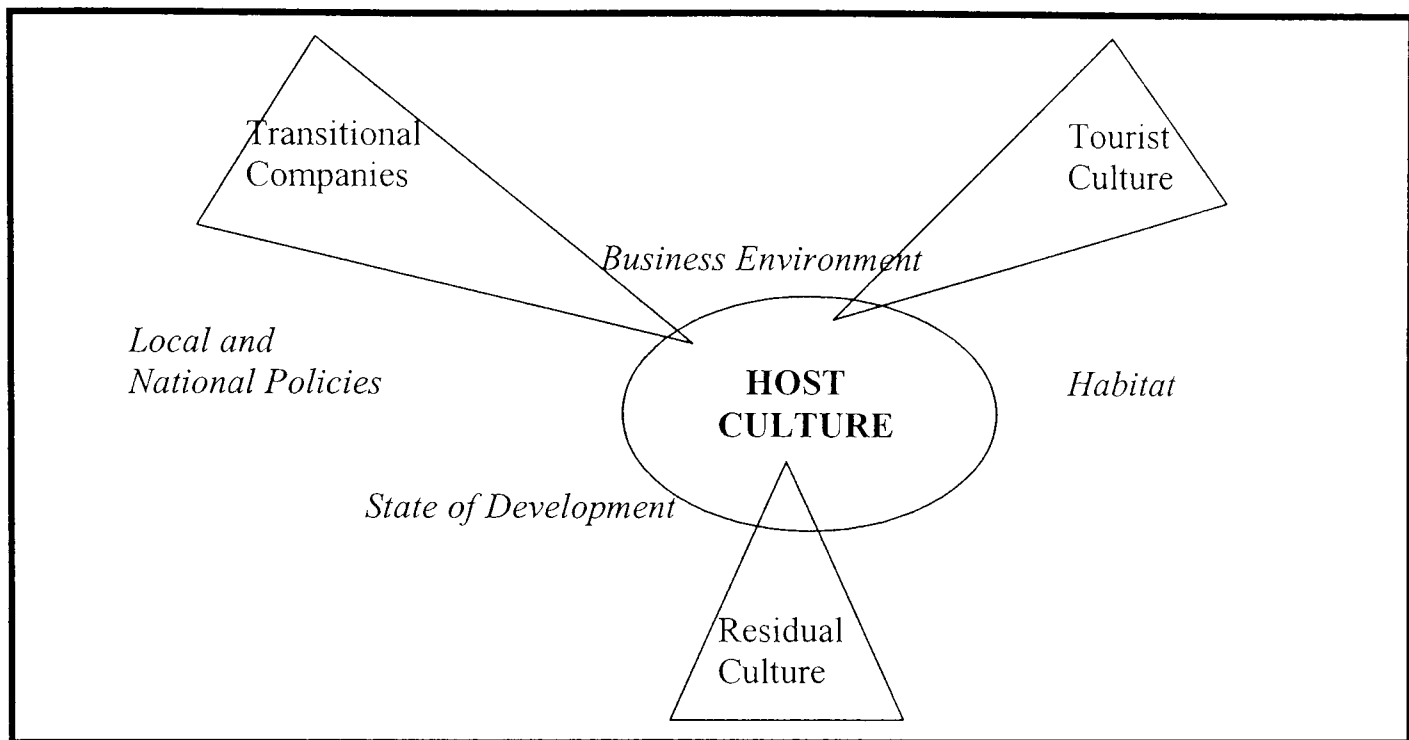 Transitional
Companies
Tourist
Culture
Business Environment
Local and
National Policies
HOST
CULTURE
Habitat
State of Development
Residual
Culture